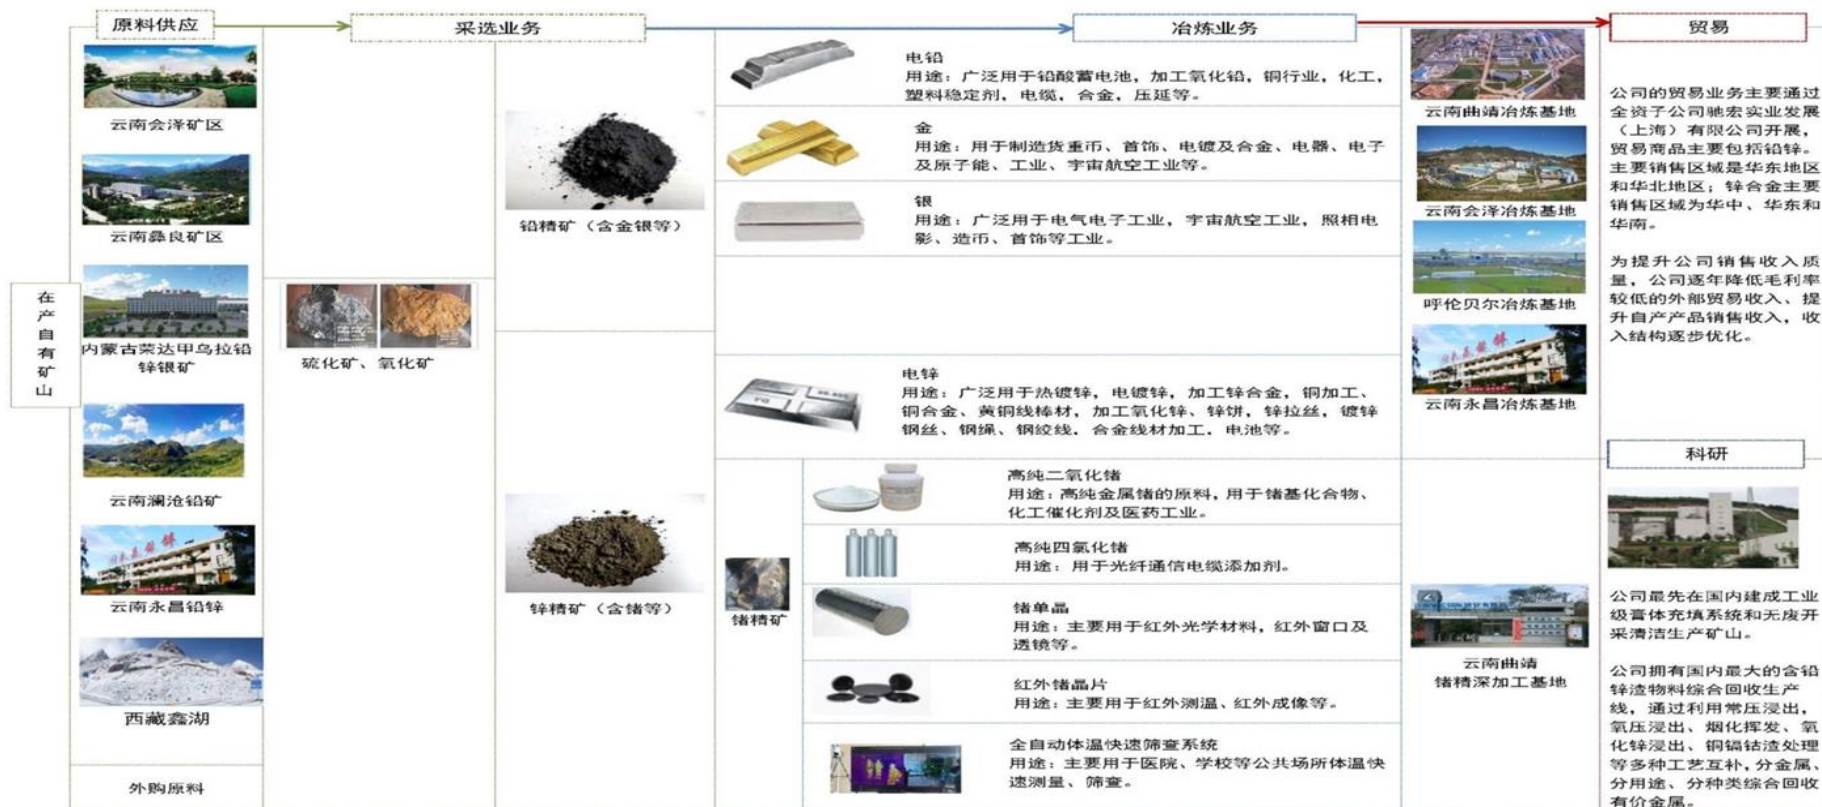 原料供应
采选业务
冶炼业务
贸易
在
产
自
有
矿
山
云南会泽矿区
云南彝良矿区
内蒙古荣达甲乌拉铅
锌银矿
云南澜沧铅矿
云南永昌铅锌
西藏鑫湖
外购原料
硫化矿、氧化矿
铅精矿（含金银等）
锌精矿（含锗等）
电铅
用途：广泛用于铅酸蓄电池，加工氧化铅，铜行业，化工，
塑料稳定剂，电缆，合金，压延等。
金
用途：用于制造货重币、首饰、电镀及合金、电器、电子
及原子能、工业、宇宙航空工业等。
银
用途：广泛用于电气电子工业，宇宙航空工业，照相电
影、造币、首饰等工业。
电锌
用途：广泛用于热镀锌，电镀锌，加工锌合金，铜加工、
铜合金、黄铜线棒材，加工氧化锌、锌饼，锌拉丝，镀锌
钢丝、钢绳、钢绞线，合金线材加工，电池等。
锗精矿
高纯二氧化锗
用途：高纯金属锗的原料，用于锗基化合物、
化工催化剂及医药工业。
高纯四氯化锗
用途：用于光纤通信电缆添加剂。
锗单晶
用途：主要用于红外光学材料，红外窗口及
透镜等。
红外锗晶片
用途：主要用于红外测温、红外成像等。
全自动体温快速筛查系统
用途：主要用于医院、学校等公共场所体温快
速测量、筛查。
云南曲靖冶炼基地
云南会泽冶炼基地
呼伦贝尔冶炼基地
云南永昌冶炼基地
云南曲靖
锗精深加工基地
公司的贸易业务主要通过
全资子公司驰宏实业发展
（上海）有限公司开展，
贸易商品主要包括铅锌。
主要销售区域是华东地区
和华北地区；锌合金主要
销售区域为华中、华东和
华南。
为提升公司销售收入质
量，公司逐年降低毛利率
较低的外部贸易收入、提
升自产产品销售收入，收
入结构逐步优化。
科研
公司最先在国内建成工业
级膏体充填系统和无废开
采清洁生产矿山。
公司拥有国内最大的含铅
锌渣物料综合回收生产
线，通过利用常压浸出，
氧压浸出、烟化挥发、氧
化锌浸出、铜镉钴渣处理
等多种工艺互补，分金属、
分用途、分种类综合回收
有价金属。